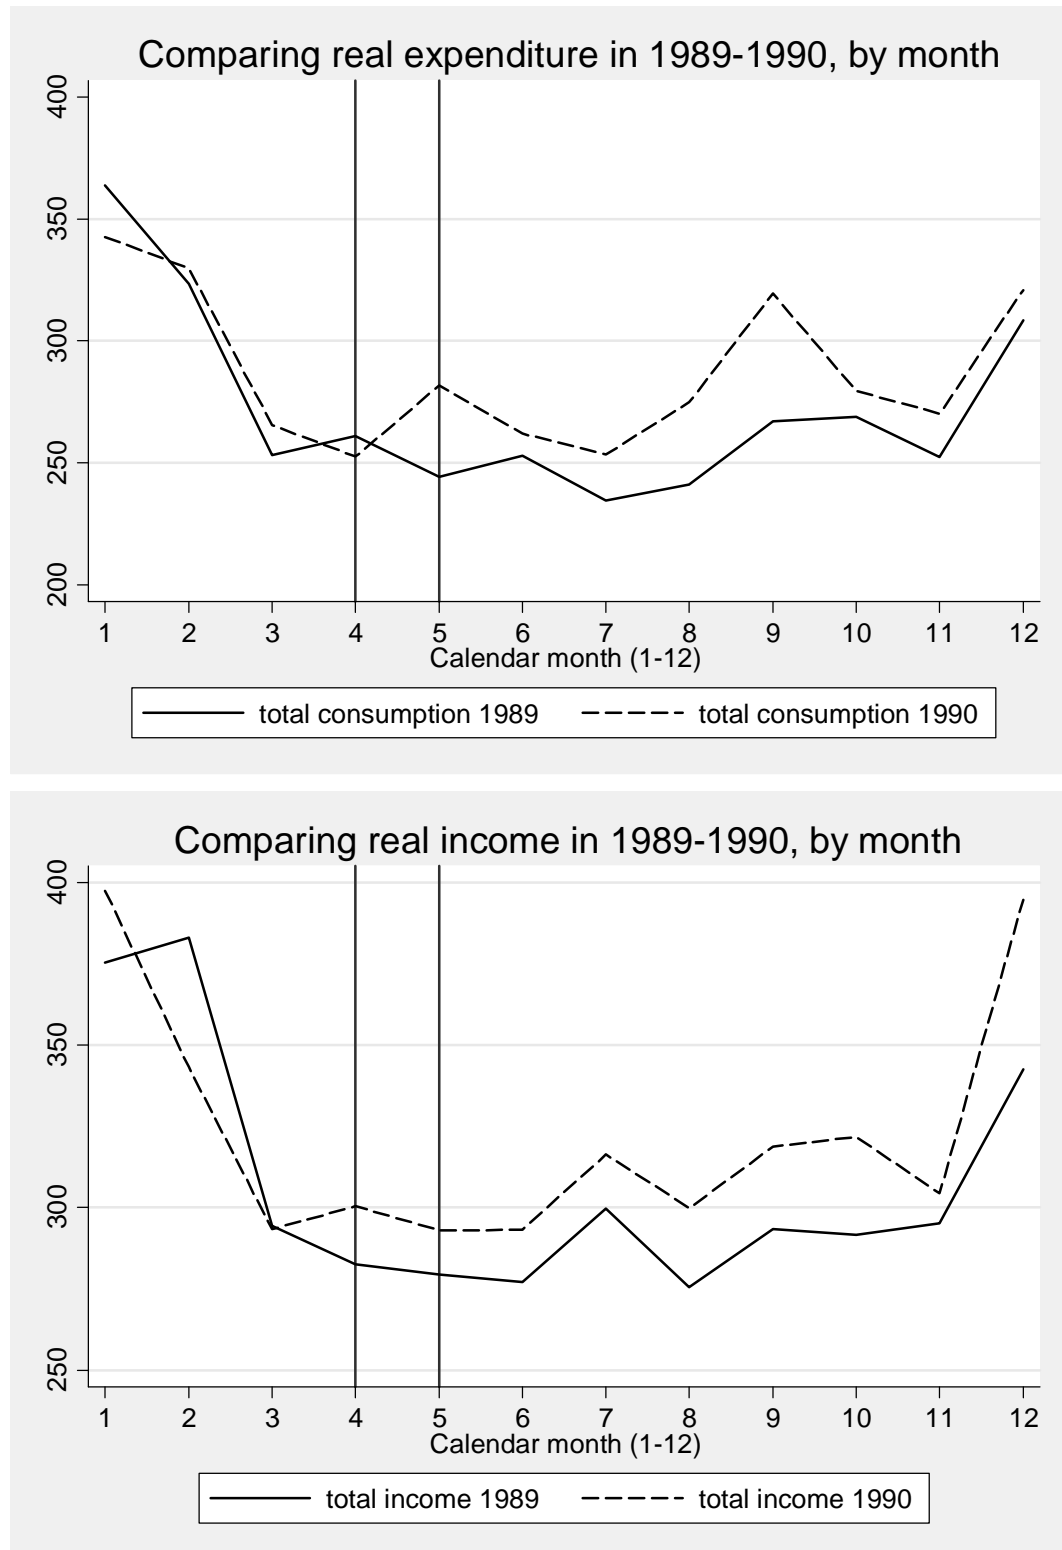 Comparing real expenditure in 1989-1990, by month
400
350
300
250
200
1 2 3 4 5 6 7 8 9 10 11 12
Calendar month (1-12)
total consumption 1989 total consumption 1990
Comparing real income in 1989-1990, by month
400
350
300
250
1 2 3 4 5 6 7 8 9 10 11 12
Calendar month (1-12)
total income 1989 total income 1990